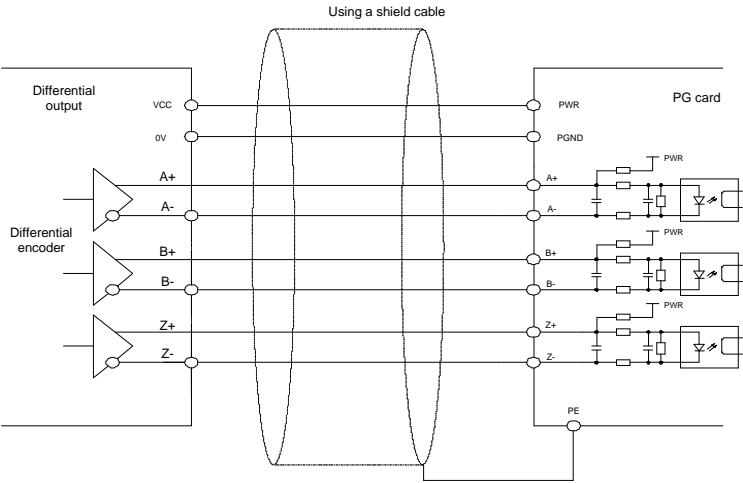 Using a shield cable
Differential
output
VCC
PWR
PG card
0V
PGND
PWR
A+
A+
A-
A-
Differential
encoder
PWR
B+
B+
B-
B-
PWR
Z+
Z+
Z-
Z-
PE